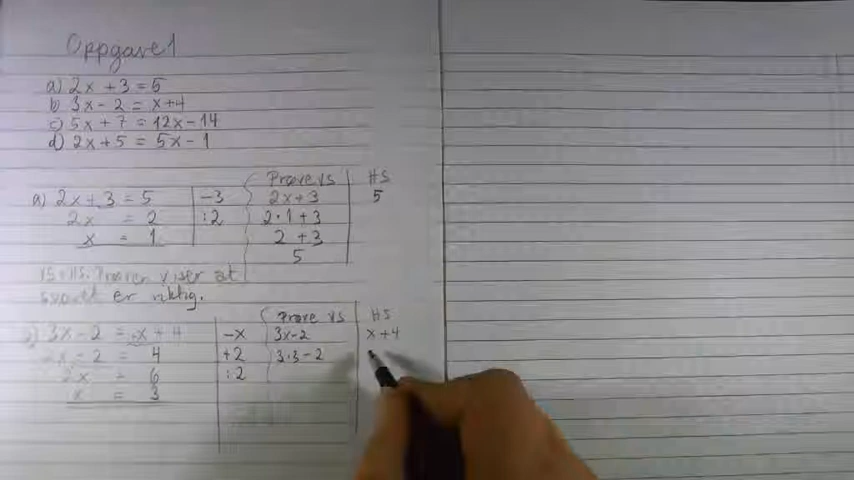 Oppgave 1
a) 2x + 3 = 5
b) 3x - 2 = x+4
c) 5x + 7 = 12x - 14
d) 2x + 5 = 5x - 1
Prøve VS HS
a) 2x + 3 = 5 -3 2x+3 5
2x = 2 :2 2·1+3
x = 1 2+3
5
VS=HS. Prøven viser at
svaret er riktig.
Prøve VS HS
b) 3x - 2 = x + 4 -x 3x-2 x+4
2x - 2 = 4 +2 3·3-2
2x = 6 :2
x = 3